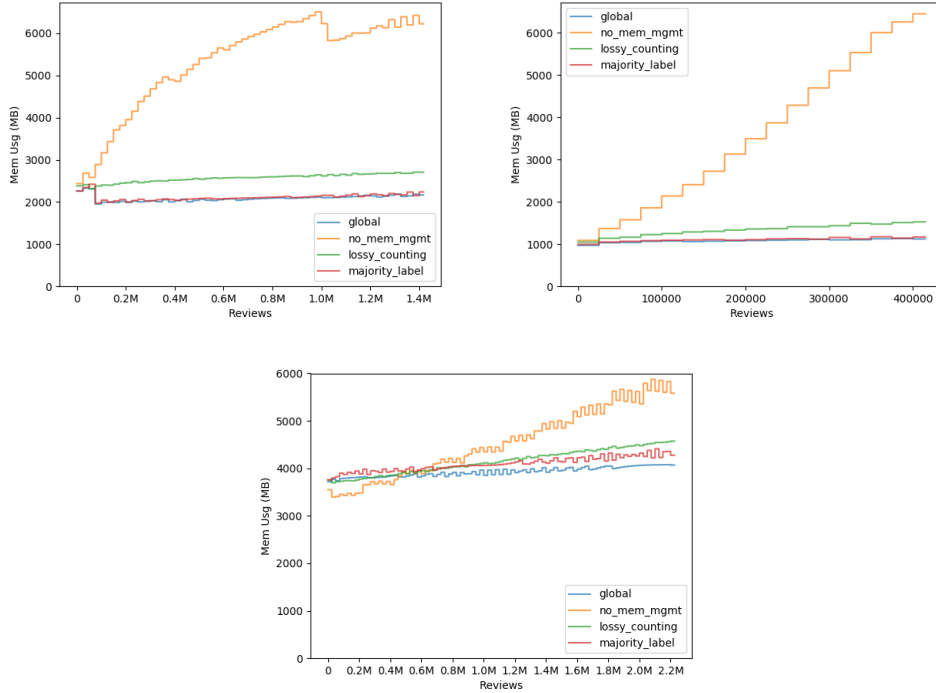 6000
5000
4000
3000
2000
1000
0
Mem Usg (MB)
global
no_mem_mgmt
lossy_counting
majority_label
0 0.2M 0.4M 0.6M 0.8M 1.0M 1.2M 1.4M
Reviews
6000
5000
4000
3000
2000
1000
0
Mem Usg (MB)
global
no_mem_mgmt
lossy_counting
majority_label
0 100000 200000 300000 400000
Reviews
6000
5000
4000
3000
2000
1000
0
Mem Usg (MB)
global
no_mem_mgmt
lossy_counting
majority_label
0 0.2M 0.4M 0.6M 0.8M 1.0M 1.2M 1.4M 1.6M 1.8M 2.0M 2.2M
Reviews